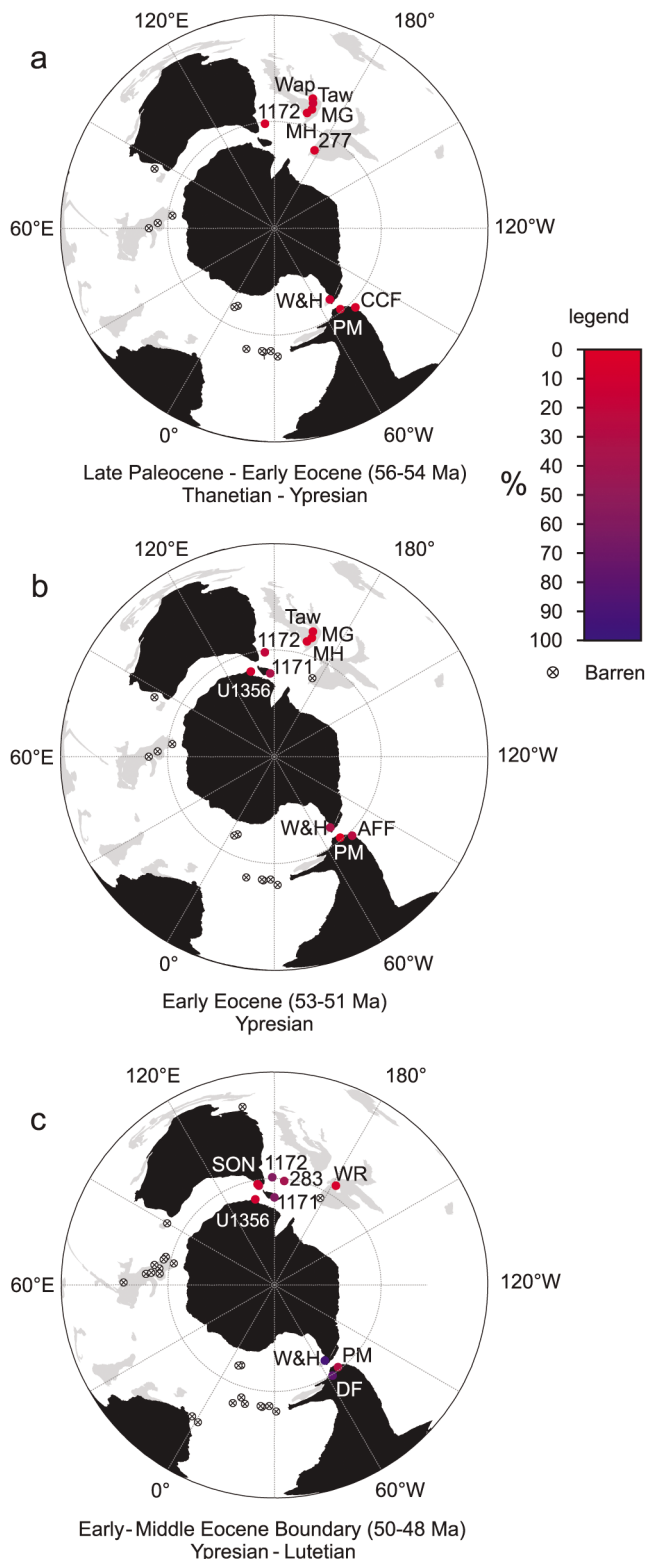 120°E
180°
a
Wap
Taw
1172
MG
MH
277
60°E
120°W
W&H
CCF
PM
0°
60°W
Late Paleocene - Early Eocene (56-54 Ma)
Thanetian - Ypresian
legend
0
10
20
30
40
%
50
60
70
80
90
100
Barren
120°E
180°
b
Taw
1172
MG
MH
1171
U1356
60°E
120°W
W&H
AFF
PM
0°
60°W
Early Eocene (53-51 Ma)
Ypresian
120°E
180°
c
SON
1172
283
WR
1171
U1356
60°E
120°W
W&H
PM
DF
0°
60°W
Early-Middle Eocene Boundary (50-48 Ma)
Ypresian - Lutetian